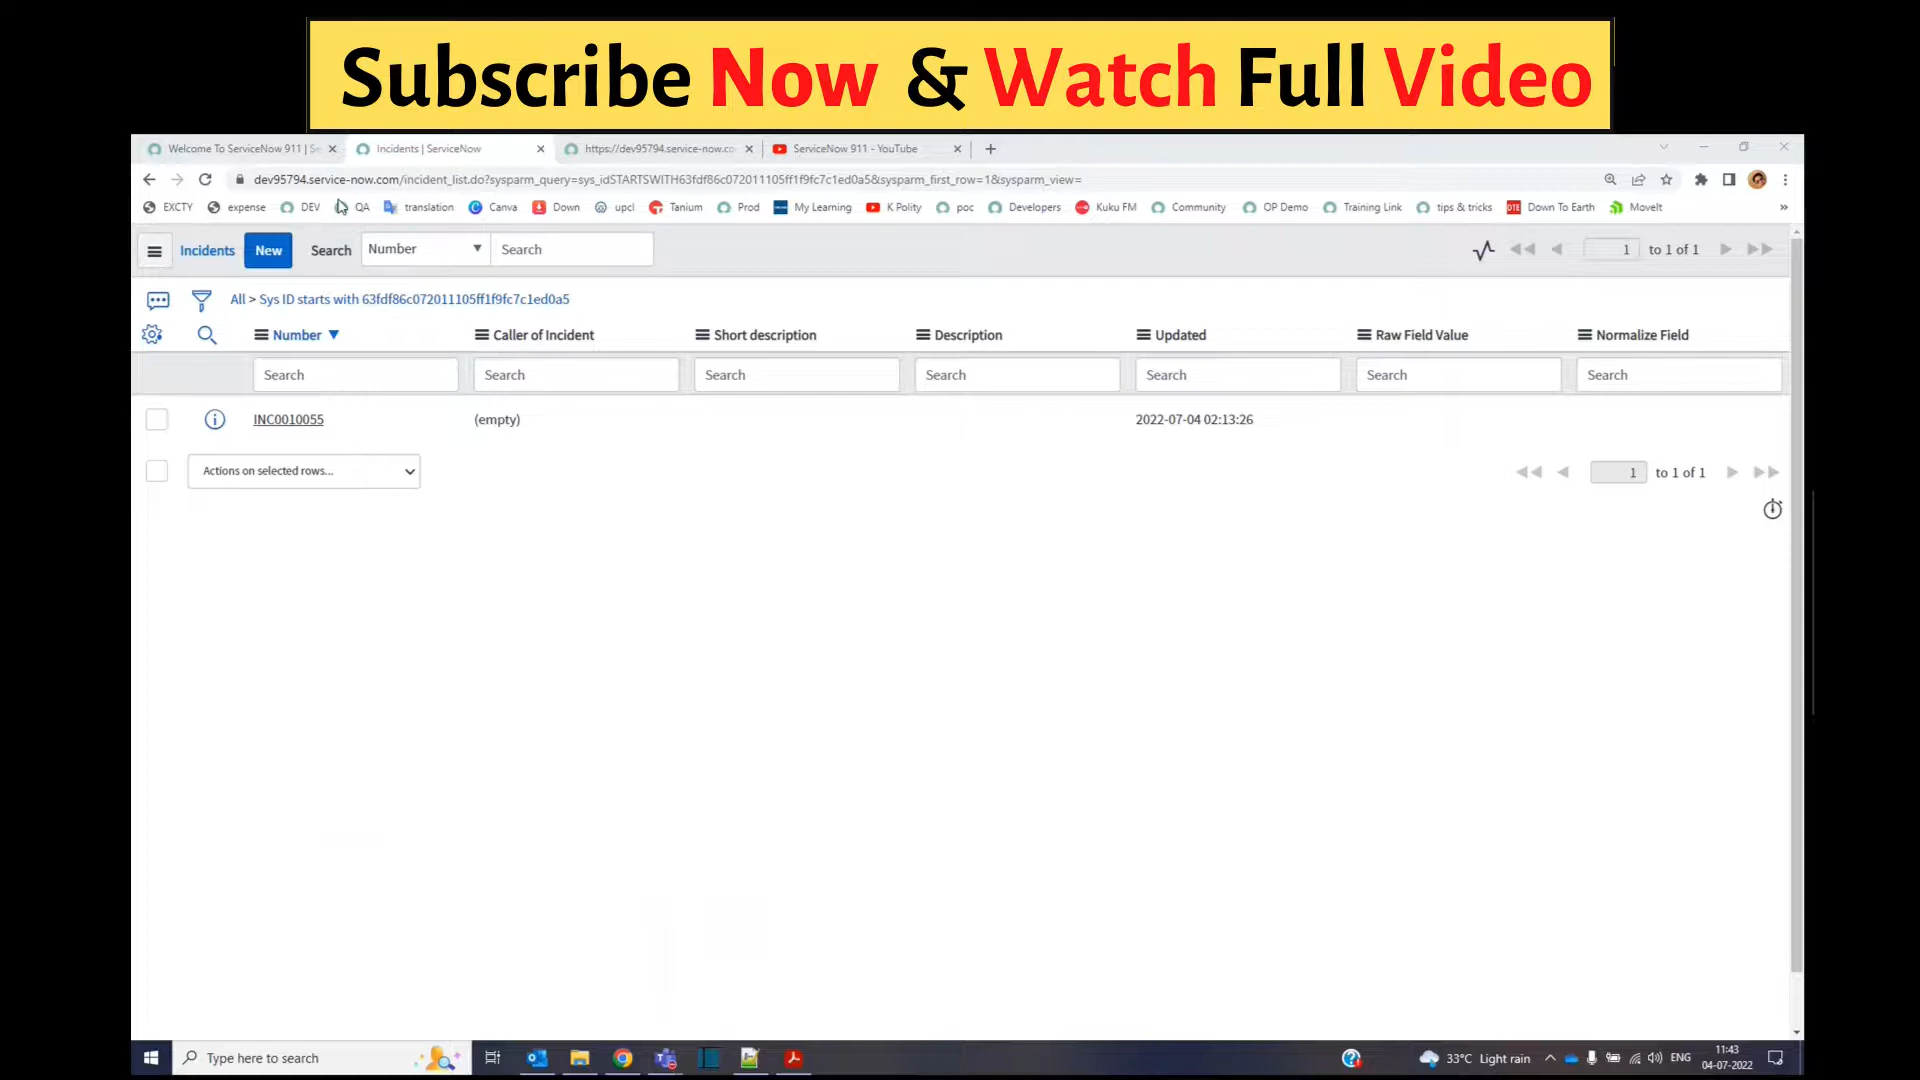 Subscribe Now & Watch Full Video
Welcome To ServiceNow 911 | Se
Incidents | ServiceNow
https://dev95794.service-now.co
ServiceNow 911 - YouTube
dev95794.service-now.com/incident_list.do?sysparm_query=sys_idSTARTSWITH63fdf86c072011105ff1f9fc7c1ed0a5&sysparm_first_row=1&sysparm_view=
EXCTY expense DEV QA translation Canva Down upcl Tanium Prod My Learning K Polity poc Developers Kuku FM Community OP Demo Training Link tips & tricks DTE Down To Earth MoveIt »
Incidents New Search Number Search 1 to 1 of 1
All > Sys ID starts with 63fdf86c072011105ff1f9fc7c1ed0a5
Number Caller of Incident Short description Description Updated Raw Field Value Normalize Field
Search Search Search Search Search Search Search
INC0010055 (empty) 2022-07-04 02:13:26
Actions on selected rows... 1 to 1 of 1
Type here to search 33°C Light rain ENG 11:43
04-07-2022